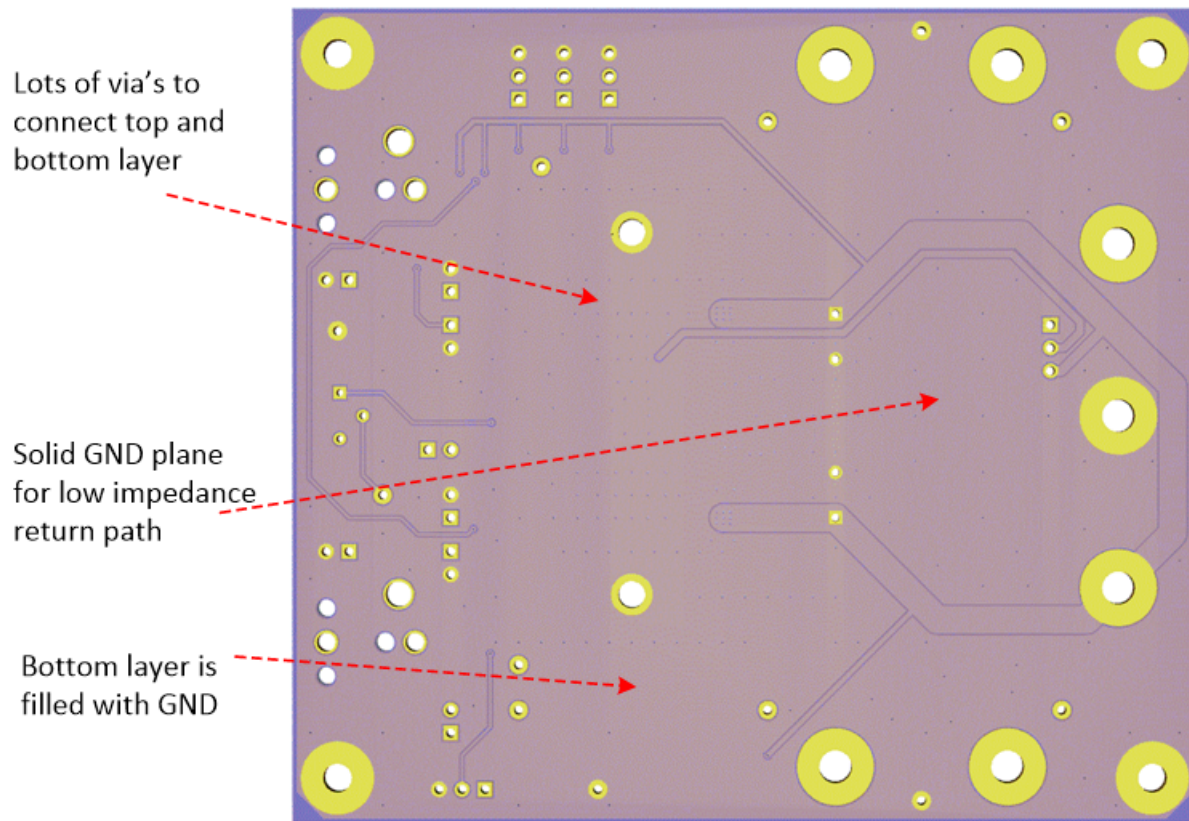 Lots of via's to
connect top and
bottom layer
Solid GND plane
for low impedance
return path
Bottom layer is
filled with GND